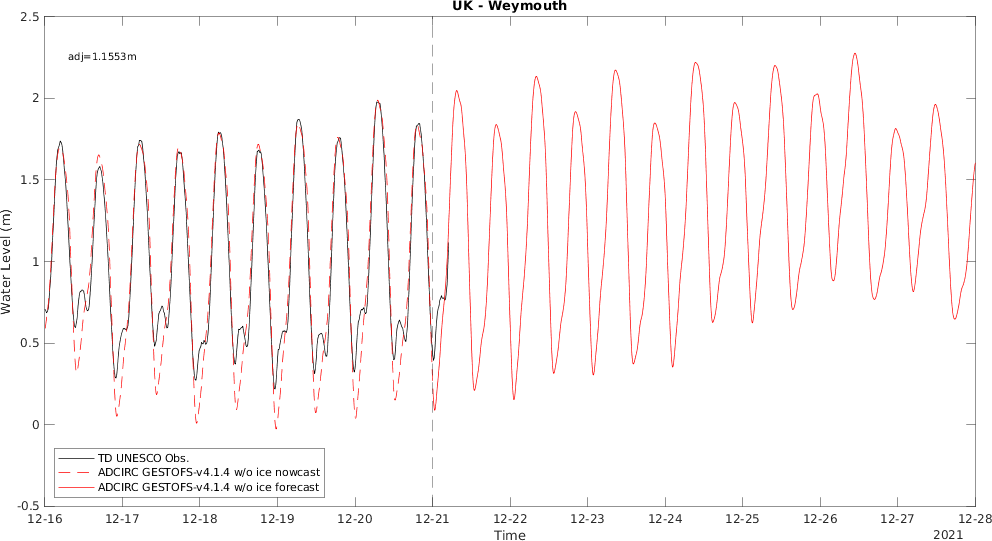 UK - Weymouth
adj=1.1553m
2.5
2
1.5
1
0.5
0
-0.5
Water Level (m)
TD UNESCO Obs.
ADCIRC GESTOFS-v4.1.4 w/o ice nowcast
ADCIRC GESTOFS-v4.1.4 w/o ice forecast
12-16 12-17 12-18 12-19 12-20 12-21 12-22 12-23 12-24 12-25 12-26 12-27 12-28
Time
2021